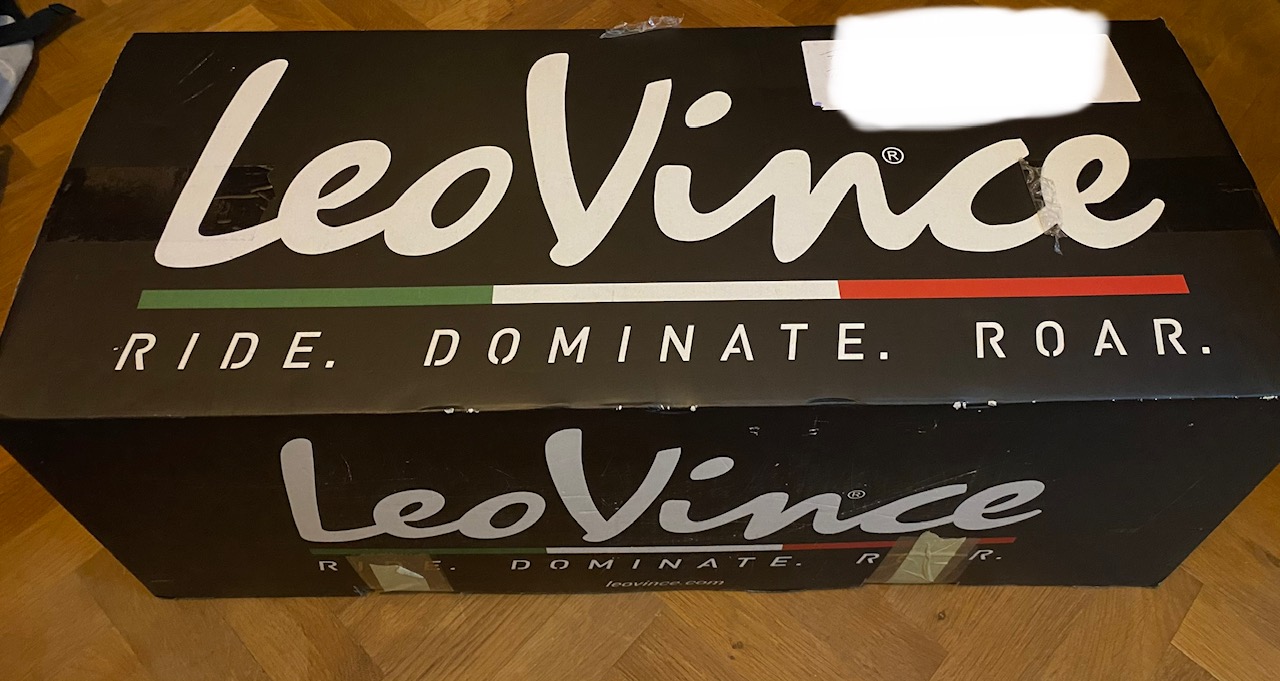 LeoVince®
RIDE. DOMINATE. ROAR.
LeoVince®
R E. DOMINATE. R R.
leovince.com